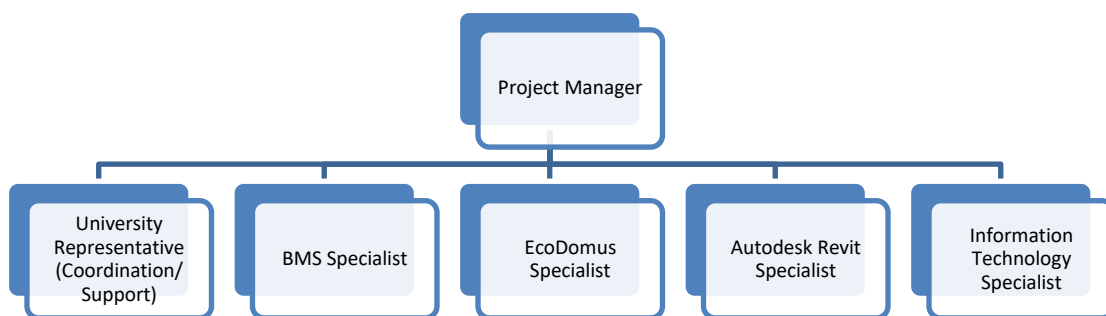 Project Manager
University
Representative
(Coordination/
Support)
BMS Specialist
EcoDomus
Specialist
Autodesk Revit
Specialist
Information
Technology
Specialist